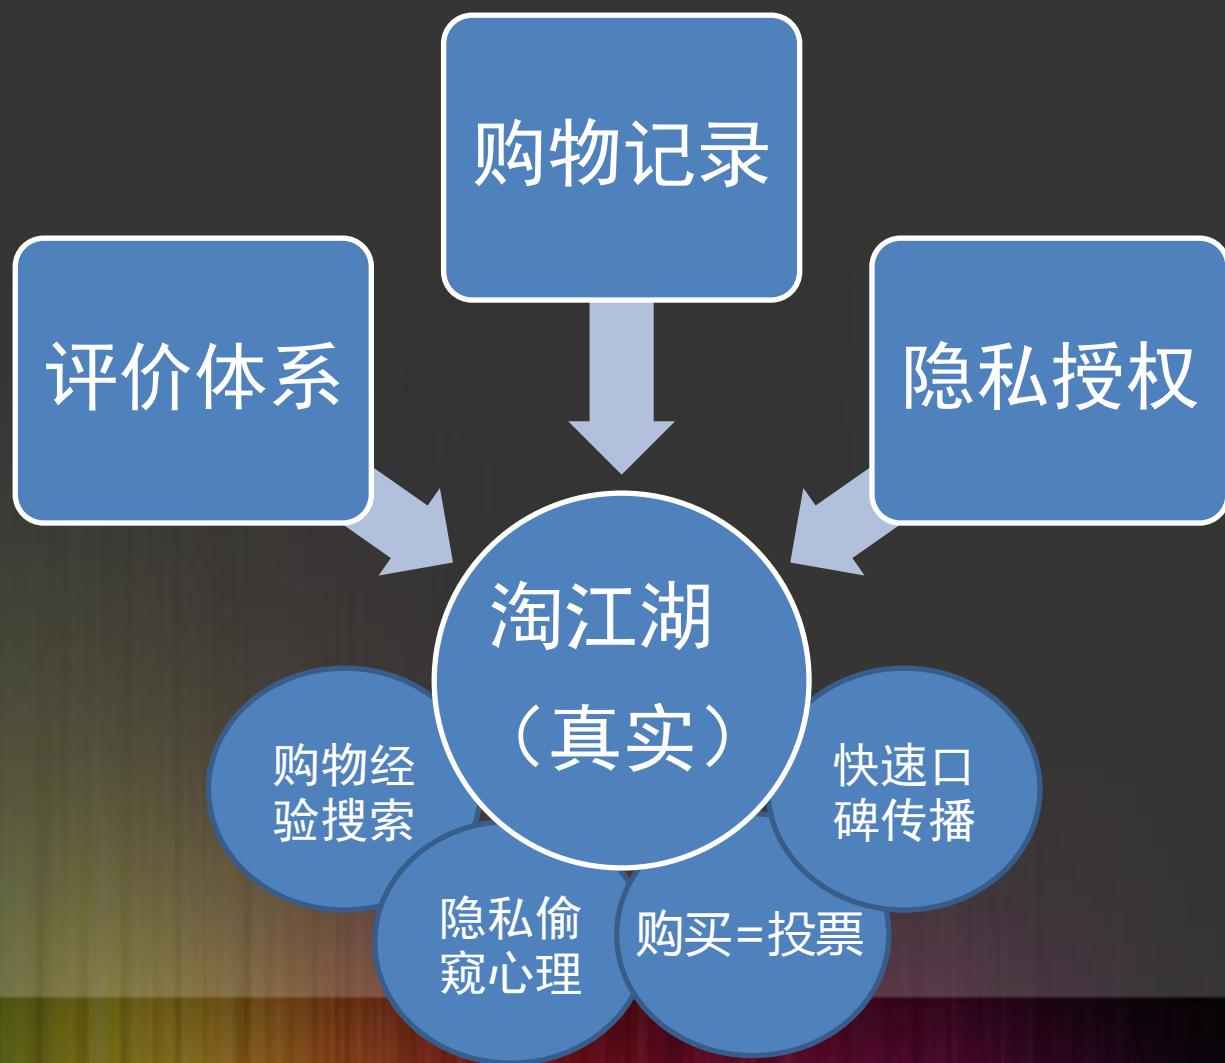 购物记录
评价体系
隐私授权
淘江湖
（真实）
购物经
验搜索
快速口
碑传播
隐私偷
窥心理
购买=投票